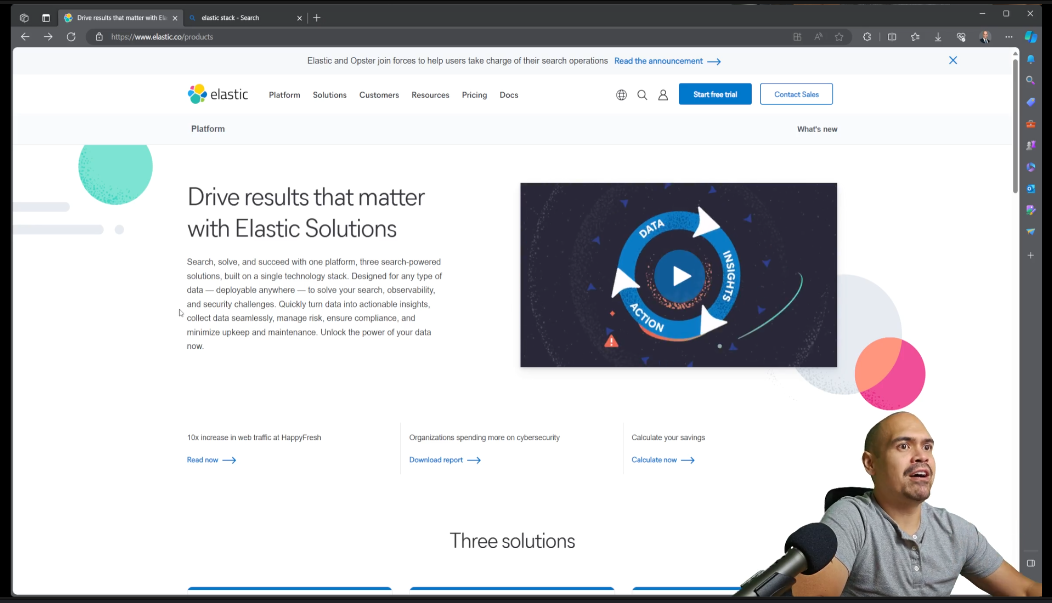 Drive results that matter with El
elastic stack - Search
https://www.elastic.co/products
Elastic and Opster join forces to help users take charge of their search operations Read the announcement
elastic Platform Solutions Customers Resources Pricing Docs Start free trial Contact Sales
Platform What's new
Drive results that matter
with Elastic Solutions
Search, solve, and succeed with one platform, three search-powered
solutions, built on a single technology stack. Designed for any type of
data — deployable anywhere — to solve your search, observability,
and security challenges. Quickly turn data into actionable insights,
collect data seamlessly, manage risk, ensure compliance, and
minimize upkeep and maintenance. Unlock the power of your data
now.
DATA
INSIGHTS
ACTION
10x increase in web traffic at HappyFresh
Read now
Organizations spending more on cybersecurity
Download report
Calculate your savings
Calculate now
Three solutions